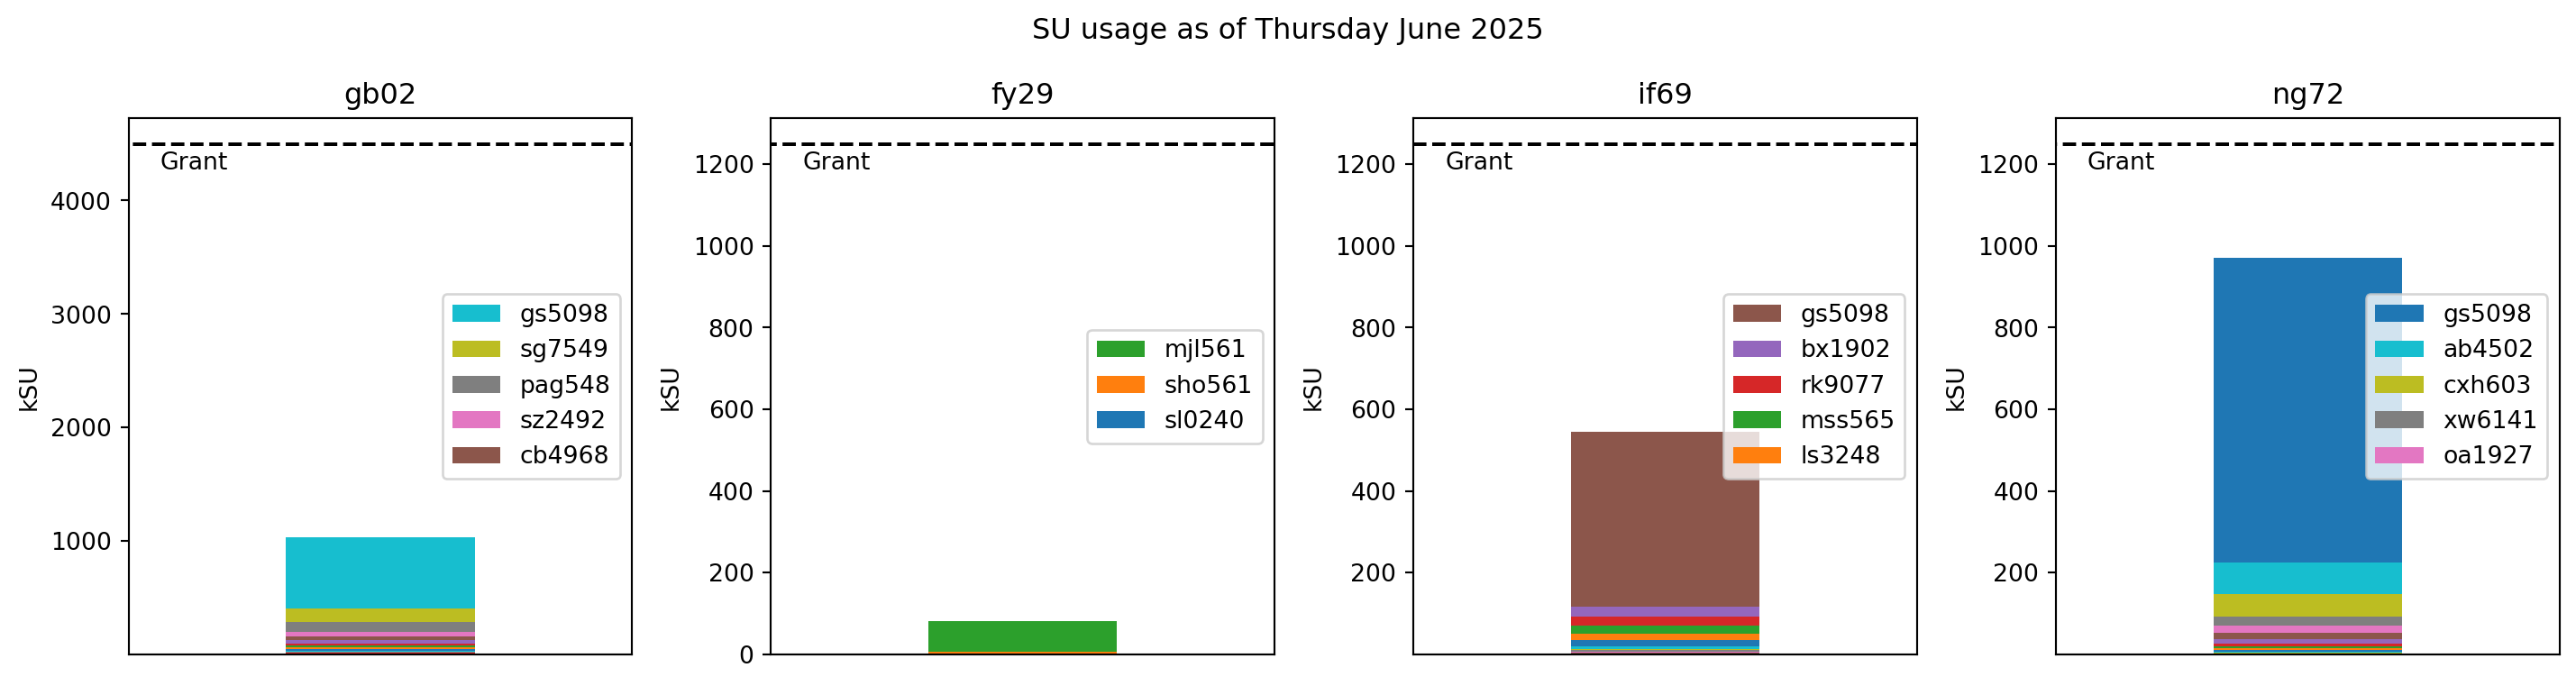 SU usage as of Thursday June 2025
gb02
Grant
4000
3000
2000
1000
kSU
gs5098
sg7549
pag548
sz2492
cb4968
fy29
Grant
1200
1000
800
600
400
200
0
kSU
mjl561
sho561
sl0240
if69
Grant
1200
1000
800
600
400
200
kSU
gs5098
bx1902
rk9077
mss565
ls3248
ng72
Grant
1200
1000
800
600
400
200
kSU
gs5098
ab4502
cxh603
xw6141
oa1927